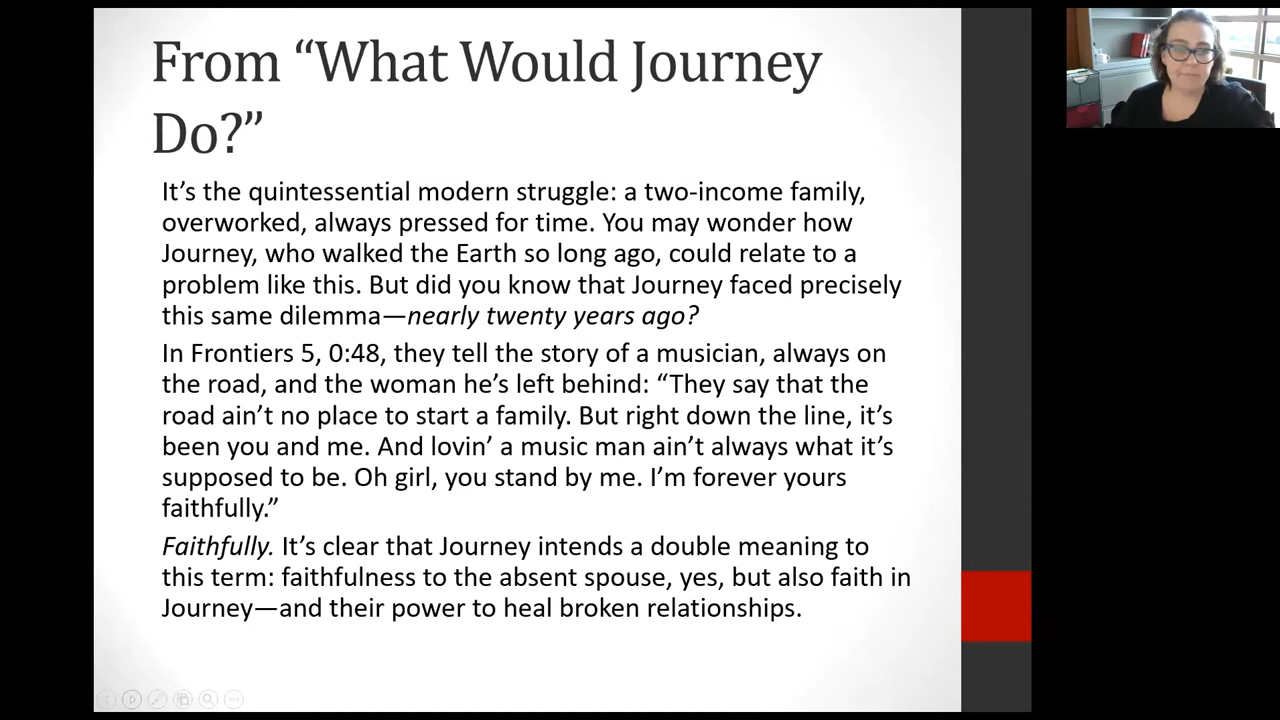 From “What Would Journey
Do?”
It’s the quintessential modern struggle: a two-income family,
overworked, always pressed for time. You may wonder how
Journey, who walked the Earth so long ago, could relate to a
problem like this. But did you know that Journey faced precisely
this same dilemma—nearly twenty years ago?
In Frontiers 5, 0:48, they tell the story of a musician, always on
the road, and the woman he’s left behind: “They say that the
road ain’t no place to start a family. But right down the line, it’s
been you and me. And lovin’ a music man ain’t always what it’s
supposed to be. Oh girl, you stand by me. I’m forever yours
faithfully.”
Faithfully. It’s clear that Journey intends a double meaning to
this term: faithfulness to the absent spouse, yes, but also faith in
Journey—and their power to heal broken relationships.